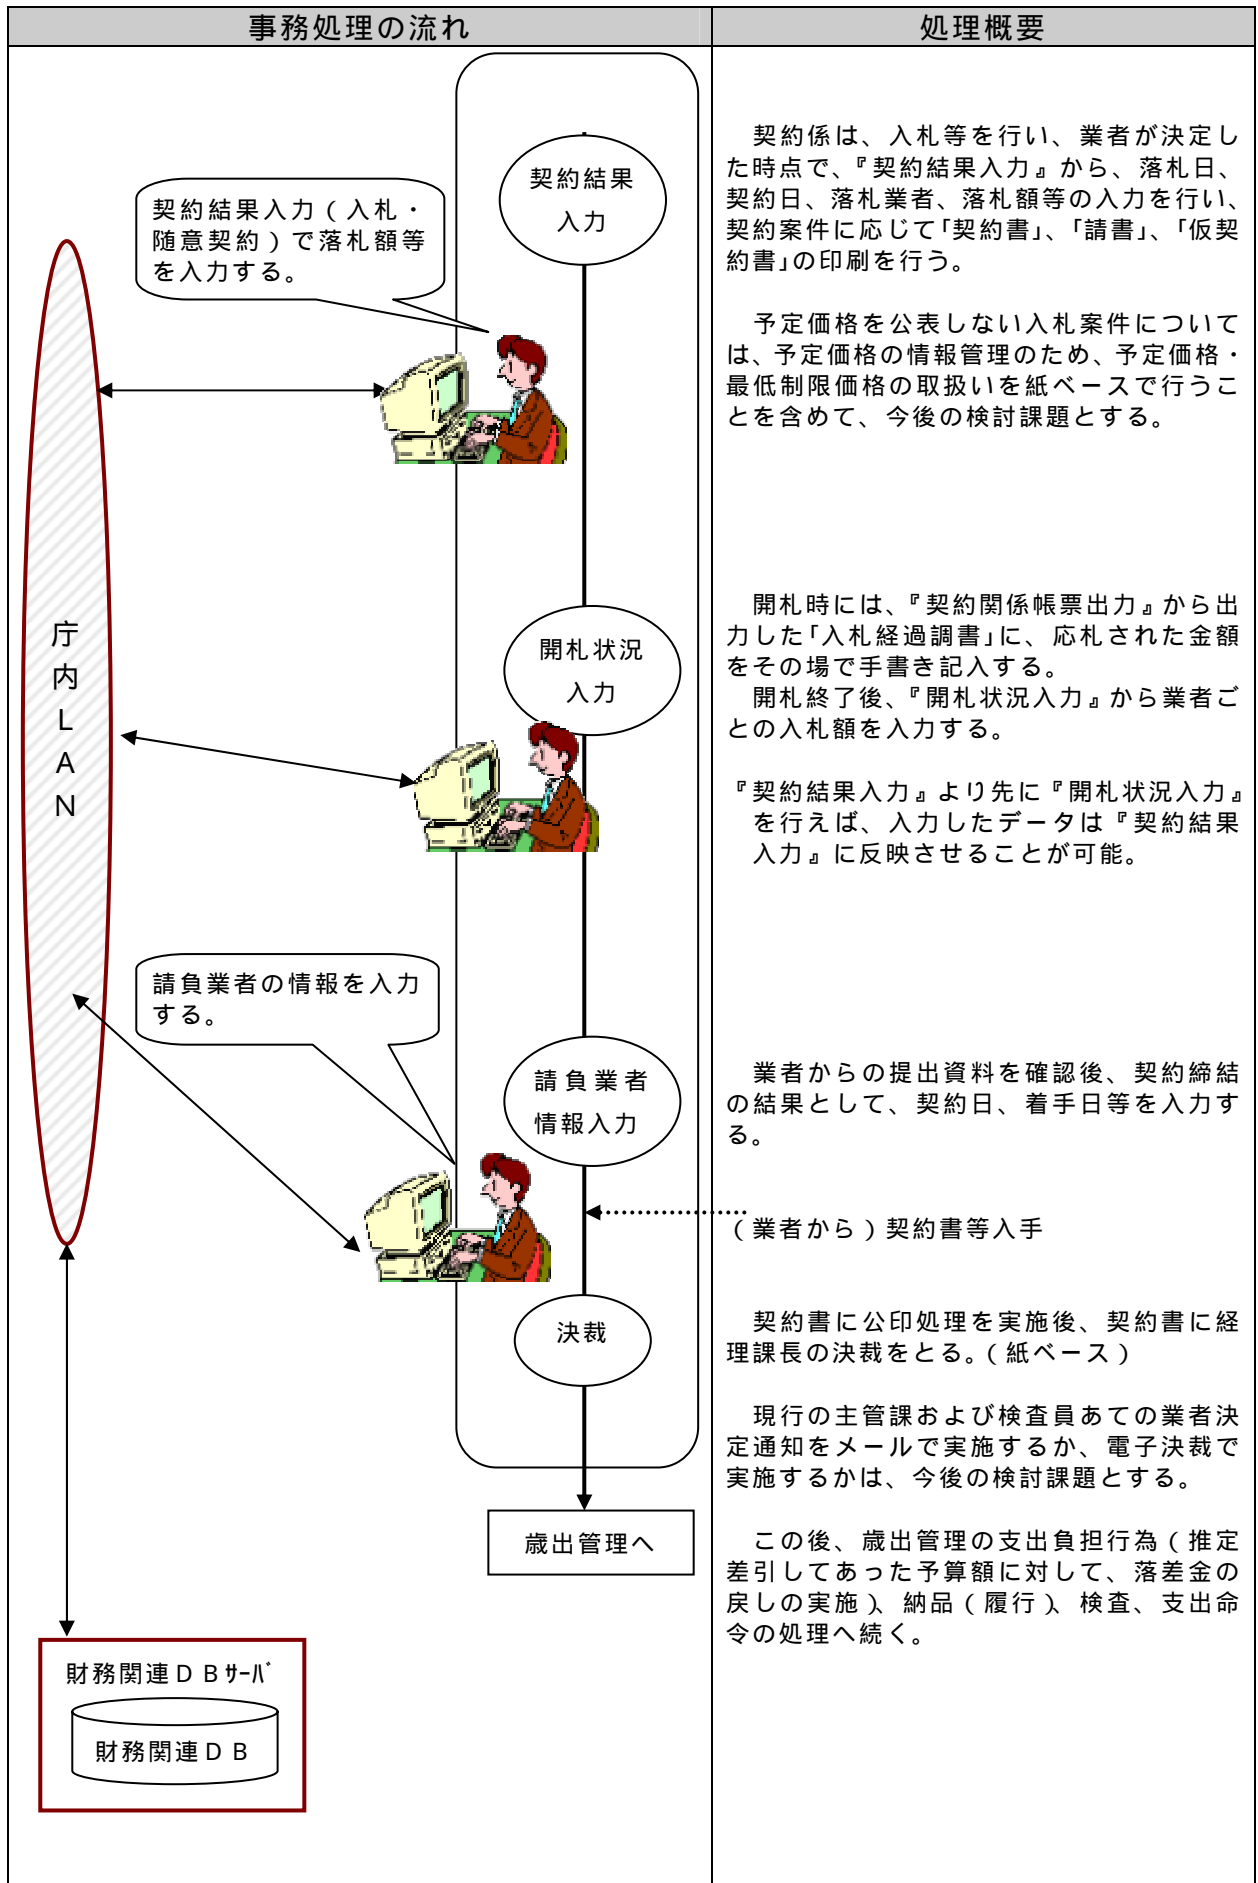 事務処理の流れ
処理概要
契約結果
入力
契約結果入力（入札・
随意契約）で落札額等
を入力する。
契約係は、入札等を行い、業者が決定し
た時点で、『契約結果入力』から、落札日、
契約日、落札業者、落札額等の入力を行い、
契約案件に応じて「契約書」、「請書」、「仮契
約書」の印刷を行う。
予定価格を公表しない入札案件について
は、予定価格の情報管理のため、予定価格・
最低制限価格の取扱いを紙ベースで行うこ
とを含めて、今後の検討課題とする。
庁
内
Ｌ
Ａ
Ｎ
開札状況
入力
開札時には、『契約関係帳票出力』から出
力した「入札経過調書」に、応札された金額
をその場で手書き記入する。
開札終了後、『開札状況入力』から業者ご
との入札額を入力する。
『契約結果入力』より先に『開札状況入力』
を行えば、入力したデータは『契約結果
入力』に反映させることが可能。
請負業者の情報を入力
する。
請負業者
情報入力
業者からの提出資料を確認後、契約締結
の結果として、契約日、着手日等を入力す
る。
（業者から）契約書等入手
決裁
契約書に公印処理を実施後、契約書に経
理課長の決裁をとる。（紙ベース）
現行の主管課および検査員あての業者決
定通知をメールで実施するか、電子決裁で
実施するかは、今後の検討課題とする。
歳出管理へ
この後、歳出管理の支出負担行為（推定
差引してあった予算額に対して、落差金の
戻しの実施）、納品（履行）、検査、支出命
令の処理へ続く。
財務関連ＤＢｻｰﾊﾞ
財務関連ＤＢ